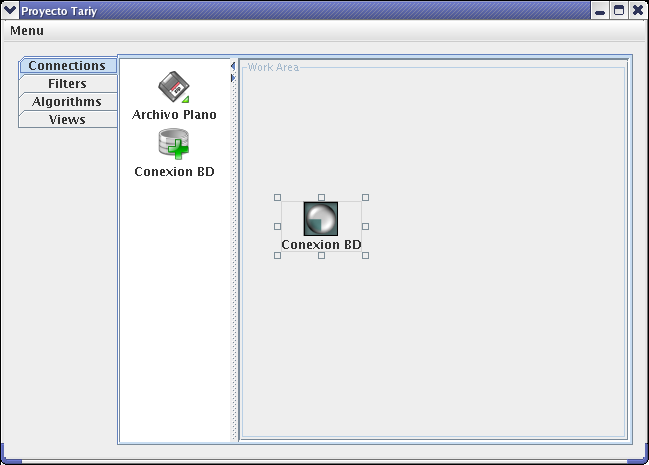 Proyecto Tariy
Menu
Connections
Filters
Algorithms
Views
Archivo Plano
Conexion BD
Work Area
Conexion BD